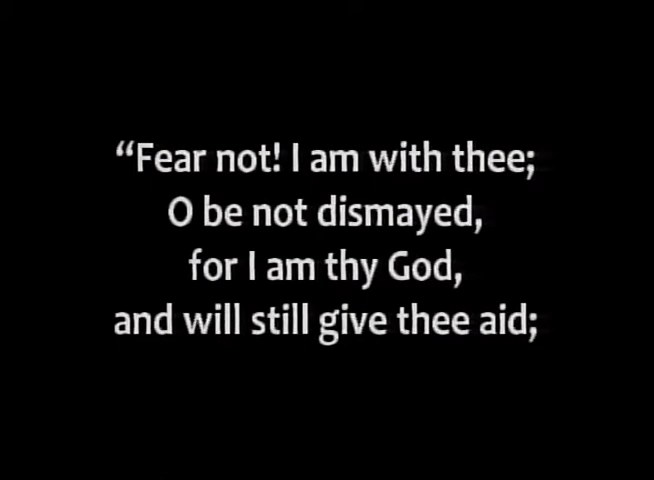 “Fear not! I am with thee;
O be not dismayed,
for I am thy God,
and will still give thee aid;